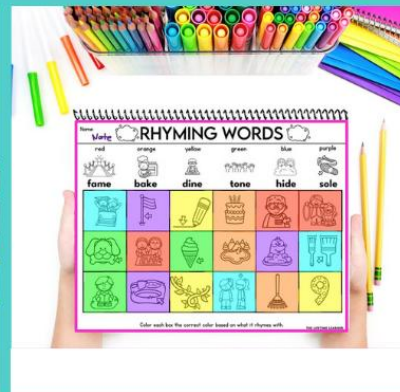 Name
Nate
RHYMING WORDS
red orange yellow green blue purple
fame bake dine tone hide sole
Color each box the correct color based on what it rhymes with.